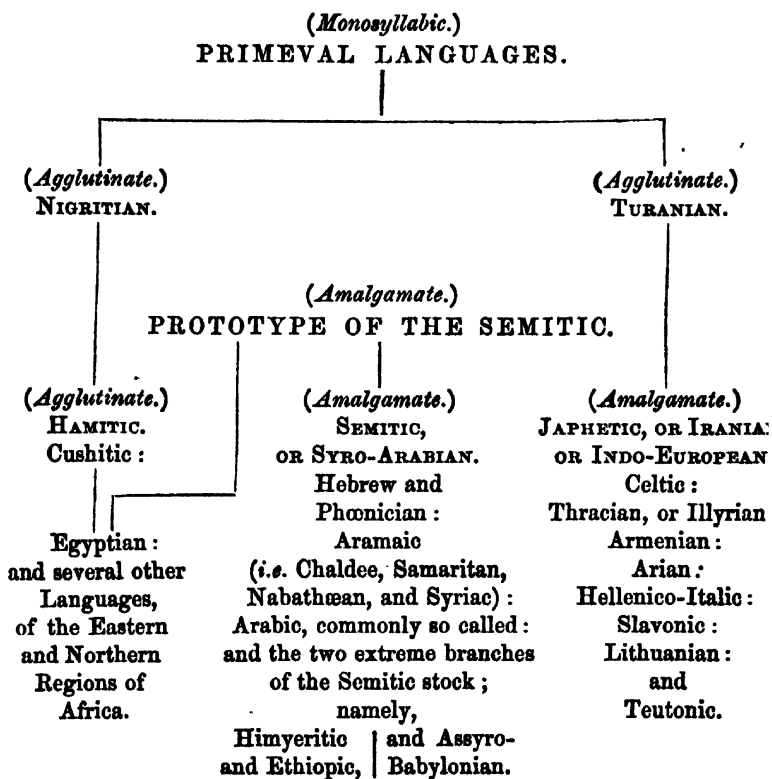 (Monosyllabic.)
PRIMEVAL LANGUAGES.
(Agglutinate.)
NIGRITIAN.
(Agglutinate.)
TURANIAN.
(Amalgamate.)
PROTOTYPE OF THE SEMITIC.
(Agglutinate.)
HAMITIC.
Cushitic :
Egyptian :
and several other
Languages,
of the Eastern
and Northern
Regions of
Africa.
(Amalgamate.)
SEMITIC,
OR SYRO-ARABIAN.
Hebrew and
Phœnician :
Aramaic
(i.e. Chaldee, Samaritan,
Nabathœan, and Syriac) :
Arabic, commonly so called :
and the two extreme branches
of the Semitic stock ;
namely,
Himyeritic
and Ethiopic,
and Assyro-
Babylonian.
(Amalgamate.)
JAPHETIC, OR IRANIA
OR INDO-EUROPEAN
Celtic :
Thracian, or Illyrian
Armenian :
Arian :
Hellenico-Italic :
Slavonic :
Lithuanian :
and
Teutonic.